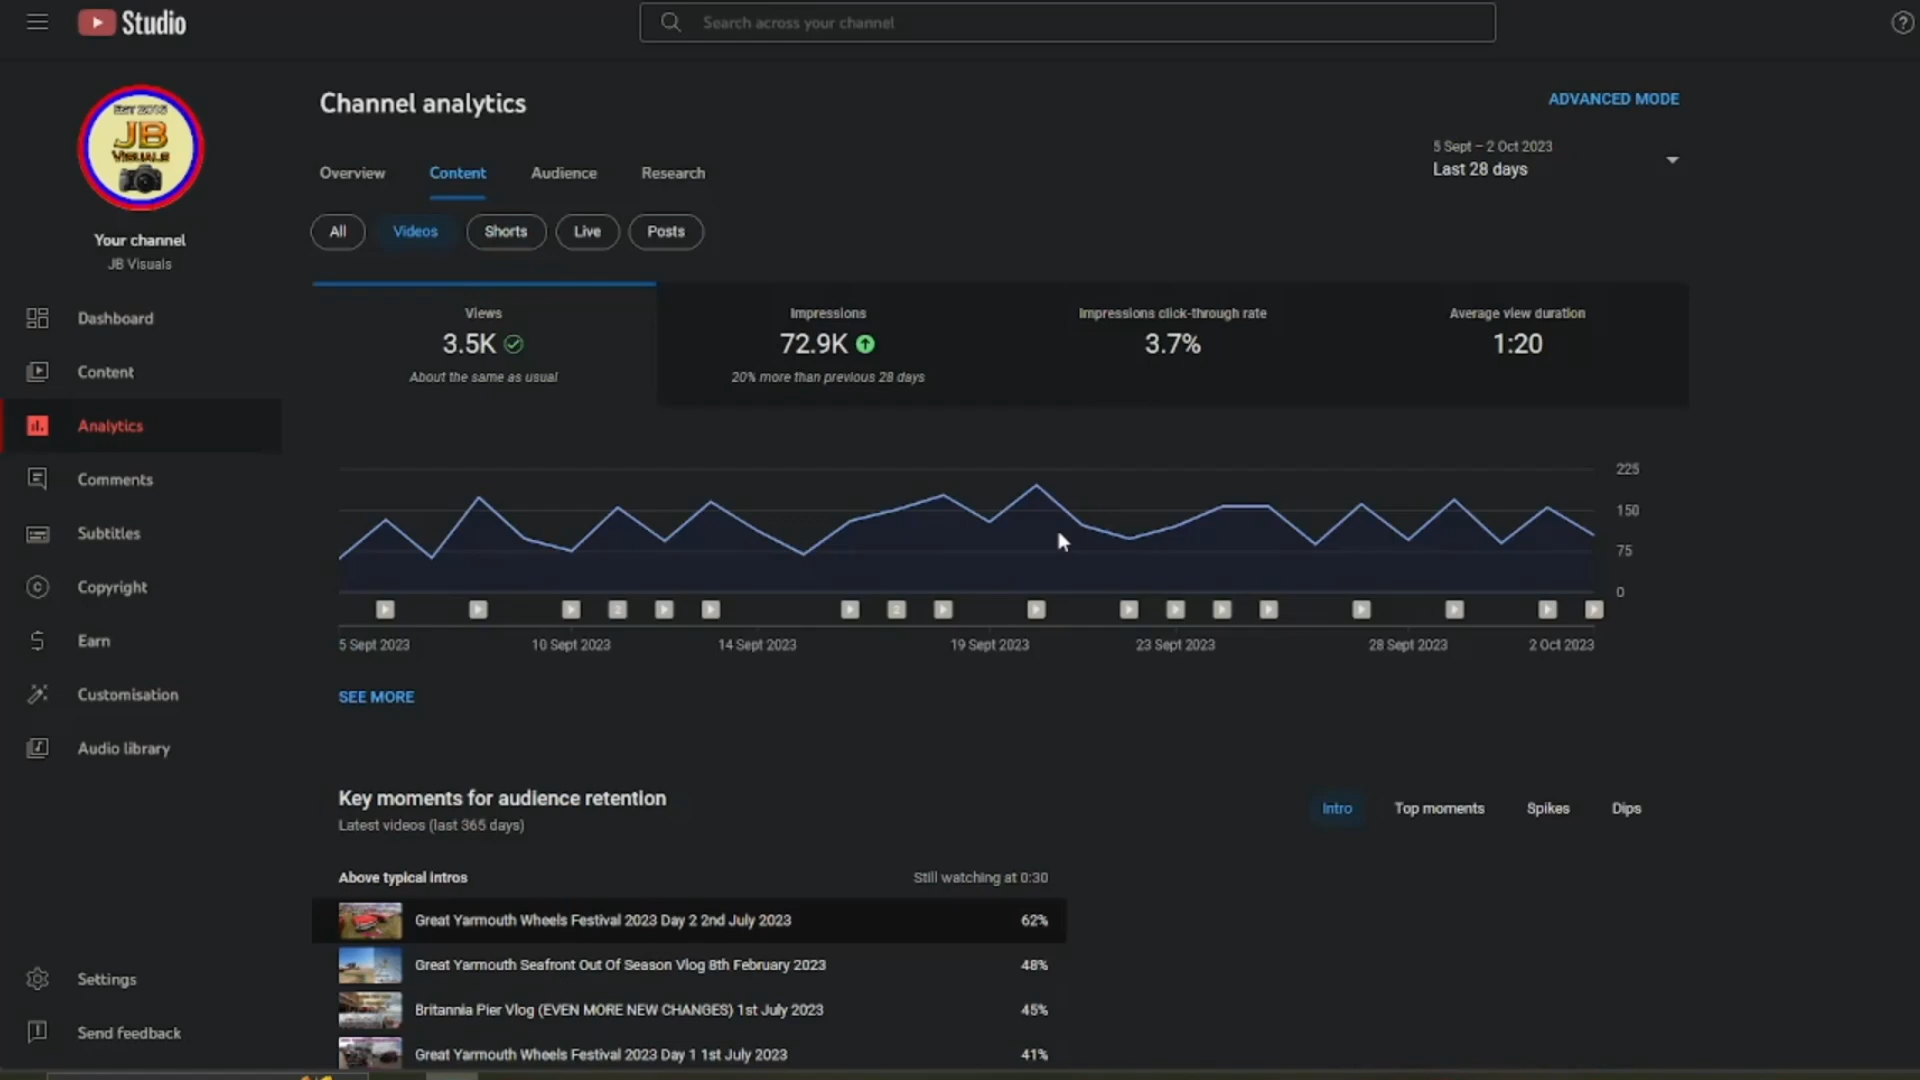 Studio
Search across your channel
EST 2015
JB
VISUALS
Your channel
JB Visuals
Dashboard
Content
Analytics
Comments
Subtitles
Copyright
Earn
Customisation
Audio library
Settings
Send feedback
Channel analytics
ADVANCED MODE
Overview
Content
Audience
Research
5 Sept – 2 Oct 2023
Last 28 days
All
Videos
Shorts
Live
Posts
Views
3.5K
About the same as usual
Impressions
72.9K
20% more than previous 28 days
Impressions click-through rate
3.7%
Average view duration
1:20
225
150
75
0
2
2
5 Sept 2023
10 Sept 2023
14 Sept 2023
19 Sept 2023
23 Sept 2023
28 Sept 2023
2 Oct 2023
SEE MORE
Key moments for audience retention
Latest videos (last 365 days)
Intro
Top moments
Spikes
Dips
Above typical intros
Still watching at 0:30
Great Yarmouth Wheels Festival 2023 Day 2 2nd July 2023
62%
Great Yarmouth Seafront Out Of Season Vlog 8th February 2023
48%
Britannia Pier Vlog (EVEN MORE NEW CHANGES) 1st July 2023
45%
Great Yarmouth Wheels Festival 2023 Day 1 1st July 2023
41%